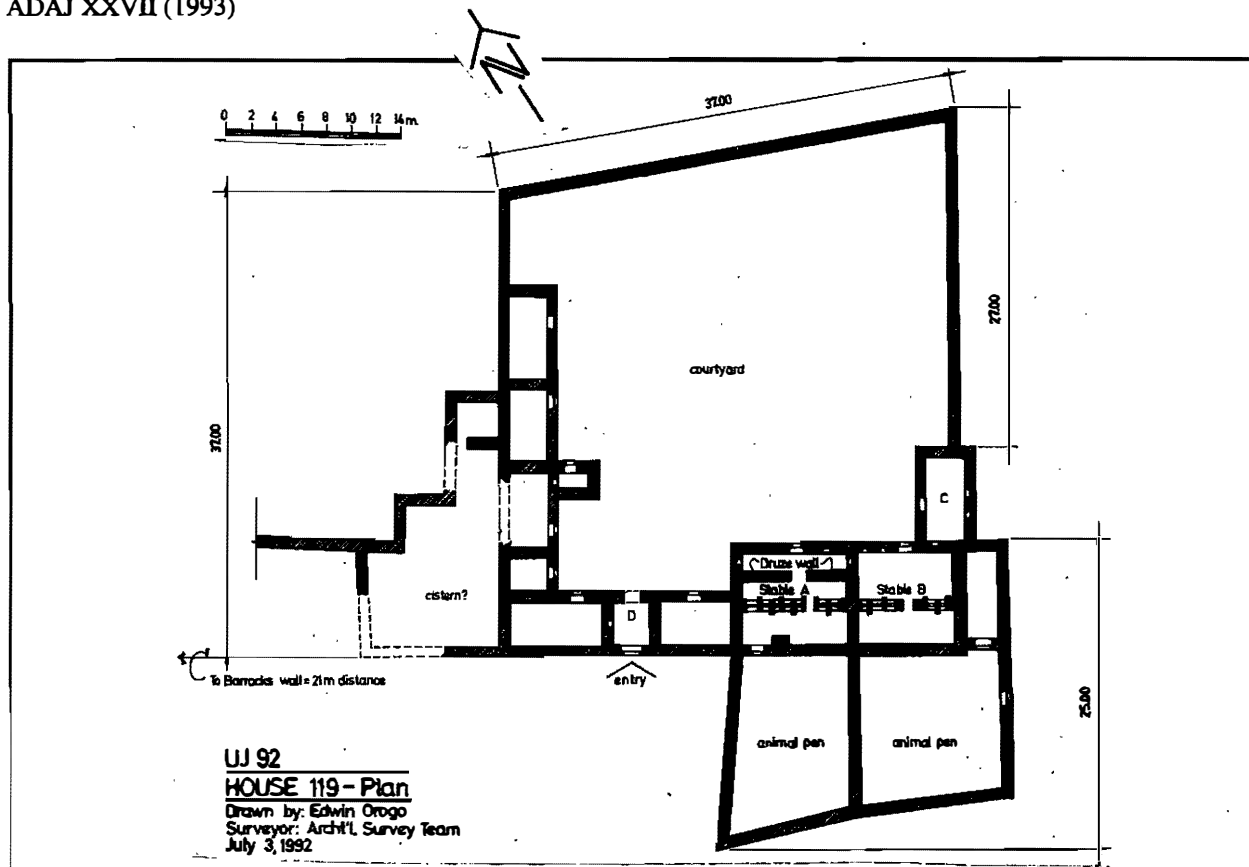 ADAJ XXVII (1993)
N
0 2 4 6 8 10 12 14 m.
37.00
27.00
37.00
courtyard
C
Druze wall
Stable A
Stable B
cistern?
D
To Barracks wall = 21m distance
entry
25.00
animal pen
animal pen
UJ 92
HOUSE 119 - Plan
Drawn by: Edwin Orogo
Surveyor: Archt'l. Survey Team
July 3, 1992